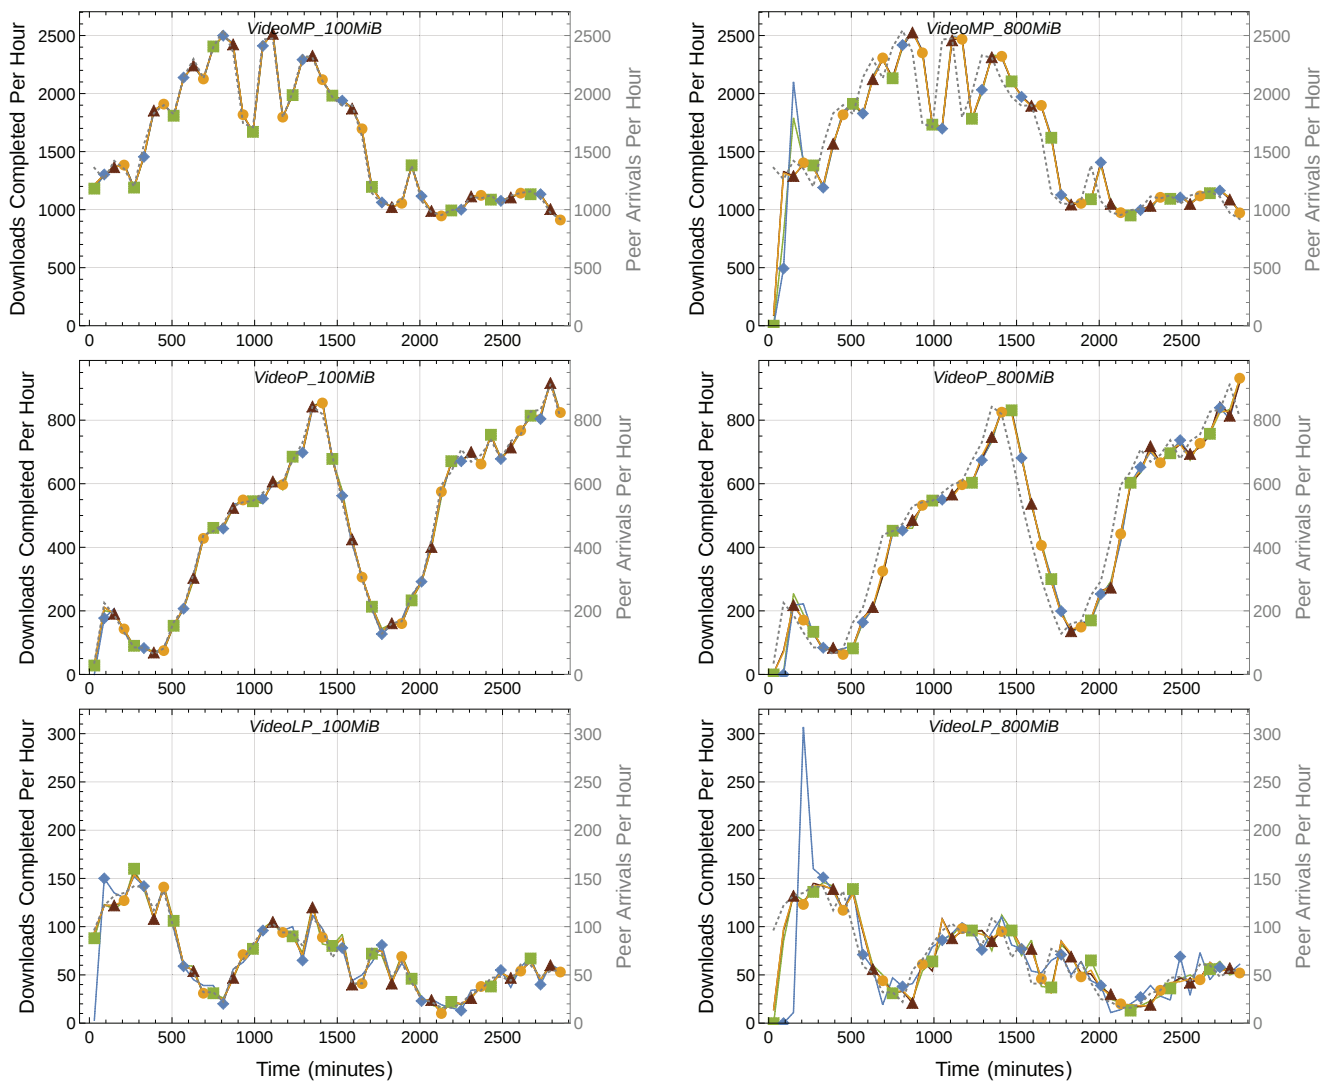 VideoMP_100MiB
Downloads Completed Per Hour
2500
2000
1500
1000
500
0
0 500 1000 1500 2000 2500
2500
2000
1500
1000
500
0
Peer Arrivals Per Hour
VideoMP_800MiB
Downloads Completed Per Hour
2500
2000
1500
1000
500
0
0 500 1000 1500 2000 2500
2500
2000
1500
1000
500
0
Peer Arrivals Per Hour
VideoP_100MiB
Downloads Completed Per Hour
800
600
400
200
0
0 500 1000 1500 2000 2500
800
600
400
200
0
Peer Arrivals Per Hour
VideoP_800MiB
Downloads Completed Per Hour
800
600
400
200
0
0 500 1000 1500 2000 2500
800
600
400
200
0
Peer Arrivals Per Hour
VideoLP_100MiB
Downloads Completed Per Hour
300
250
200
150
100
50
0
0 500 1000 1500 2000 2500
300
250
200
150
100
50
0
Peer Arrivals Per Hour
Time (minutes)
VideoLP_800MiB
Downloads Completed Per Hour
300
250
200
150
100
50
0
0 500 1000 1500 2000 2500
300
250
200
150
100
50
0
Peer Arrivals Per Hour
Time (minutes)